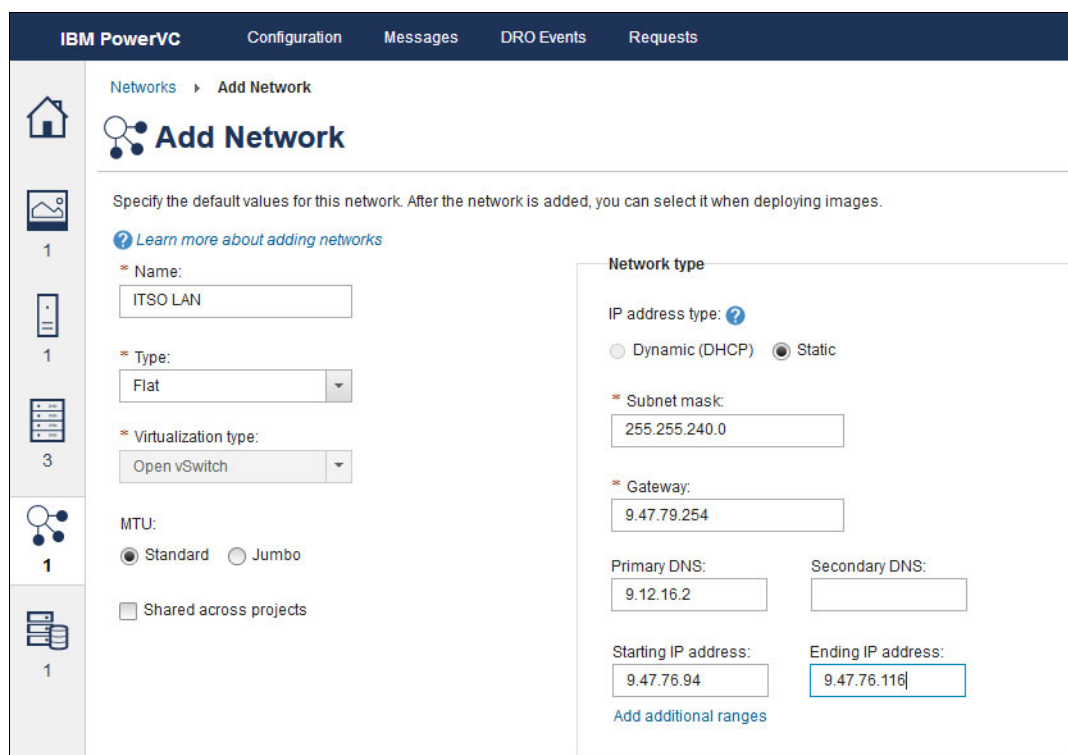 IBM PowerVC Configuration Messages DRO Events Requests
Networks Add Network
Add Network
Specify the default values for this network. After the network is added, you can select it when deploying images.
? Learn more about adding networks
* Name:
ITSO LAN
* Type:
Flat
* Virtualization type:
Open vSwitch
MTU:
Standard Jumbo
Shared across projects
Network type
IP address type: ?
Dynamic (DHCP) Static
* Subnet mask:
255.255.240.0
* Gateway:
9.47.79.254
Primary DNS: Secondary DNS:
9.12.16.2
Starting IP address: Ending IP address:
9.47.76.94 9.47.76.116
Add additional ranges
1
1
3
1
1